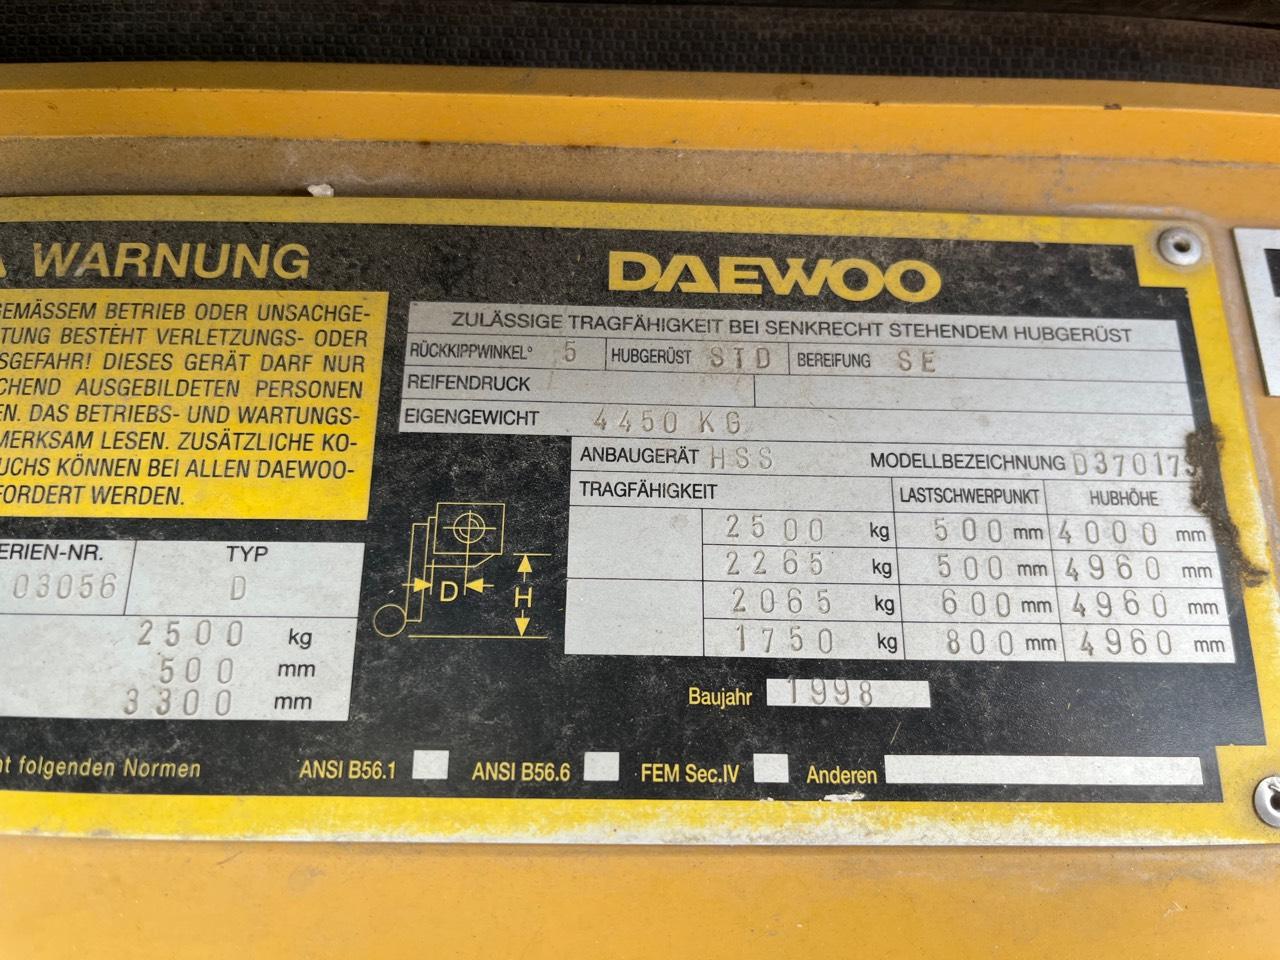 WARNUNG
GEMÄSSEM BETRIEB ODER UNSACHGE-
TUNG BESTEHT VERLETZUNGS- ODER
SGEFAHR! DIESES GERÄT DARF NUR
CHEND AUSGEBILDETEN PERSONEN
EN. DAS BETRIEBS- UND WARTUNGS-
MERKSAM LESEN. ZUSÄTZLICHE KO-
UCHS KÖNNEN BEI ALLEN DAEWOO-
FORDERT WERDEN.
ERIEN-NR. TYP
03056 D
2500 kg
500 mm
3300 mm
DAEWOO
ZULÄSSIGE TRAGFÄHIGKEIT BEI SENKRECHT STEHENDEM HUBGERÜST
RÜCKKIPPWINKEL° 5 HUBGERÜST STD BEREIFUNG SE
REIFENDRUCK
EIGENGEWICHT 4450 KG
ANBAUGERÄT HSS MODELLBEZEICHNUNG D370175
TRAGFÄHIGKEIT LASTSCHWERPUNKT HUBHÖHE
2500 kg 500 mm 4000 mm
2265 kg 500 mm 4960 mm
2065 kg 600 mm 4960 mm
1750 kg 800 mm 4960 mm
D H
Baujahr 1998
nt folgenden Normen ANSI B56.1 ANSI B56.6 FEM Sec.IV Anderen